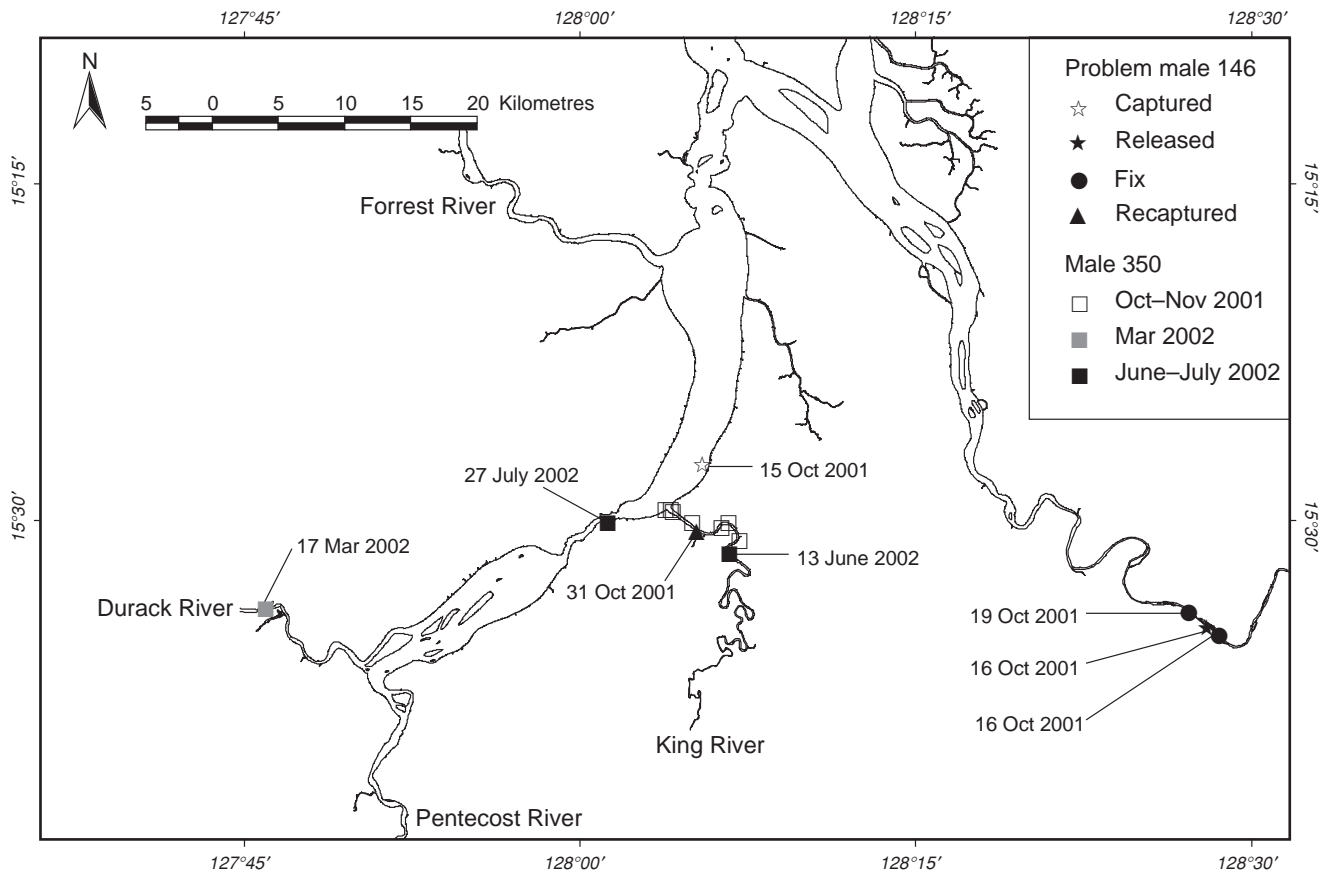 127°45′ 128°00′ 128°15′ 128°30′
N
5 0 5 10 15 20 Kilometres
Problem male 146
Captured
Released
Fix
Recaptured
Male 350
Oct–Nov 2001
Mar 2002
June–July 2002
15°15′ 15°15′
Forrest River
15 Oct 2001
27 July 2002
15°30′ 15°30′
17 Mar 2002
13 June 2002
31 Oct 2001
Durack River
19 Oct 2001
16 Oct 2001
16 Oct 2001
King River
Pentecost River
127°45′ 128°00′ 128°15′ 128°30′